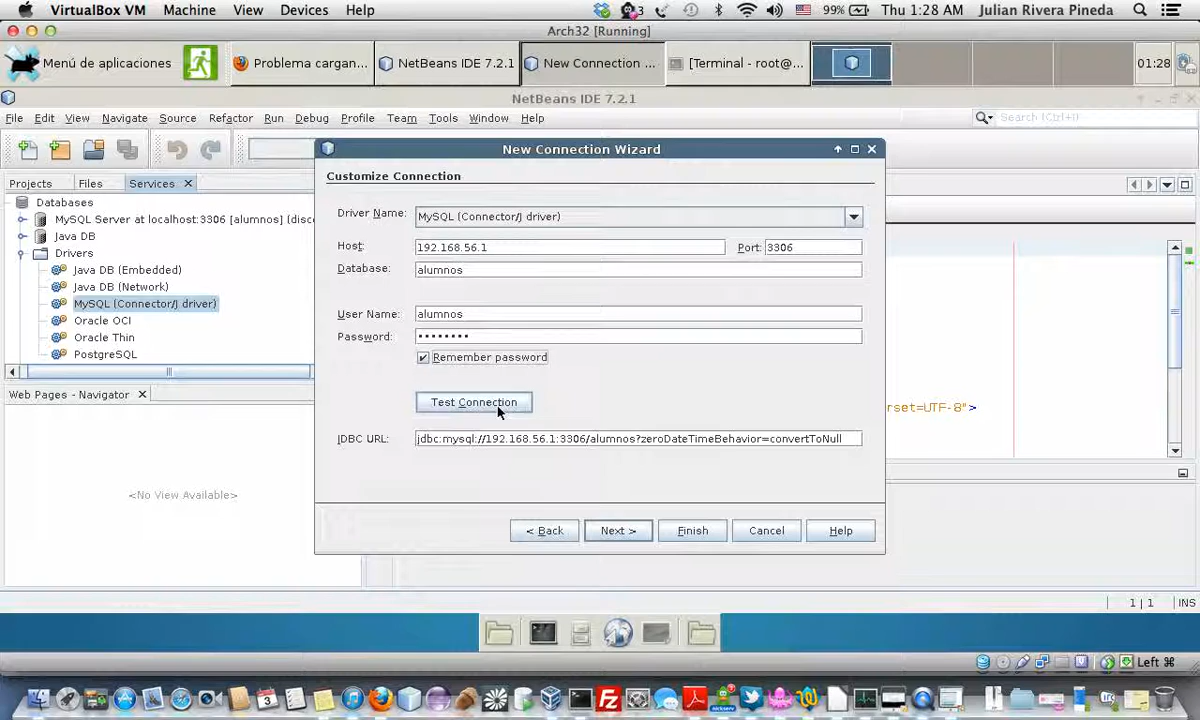 VirtualBox VM Machine View Devices Help
99% Thu 1:28 AM Julian Rivera Pineda
Arch32 [Running]
Menú de aplicaciones
Problema cargan...
NetBeans IDE 7.2.1
New Connection ...
[Terminal - root@...
01:28
NetBeans IDE 7.2.1
File Edit View Navigate Source Refactor Run Debug Profile Team Tools Window Help
Search (Ctrl+I)
New Connection Wizard
Projects Files Services
Databases
MySQL Server at localhost:3306 [alumnos] (disc
Java DB
Drivers
Java DB (Embedded)
Java DB (Network)
MySQL (Connector/J driver)
Oracle OCI
Oracle Thin
PostgreSQL
Web Pages - Navigator
<No View Available>
Customize Connection
Driver Name: MySQL (Connector/J driver)
Host: 192.168.56.1 Port: 3306
Database: alumnos
User Name: alumnos
Password: ••••••••
Remember password
Test Connection
JDBC URL: jdbc:mysql://192.168.56.1:3306/alumnos?zeroDateTimeBehavior=convertToNull
< Back Next > Finish Cancel Help
rset=UTF-8">
1|1 INS
Left ⌘